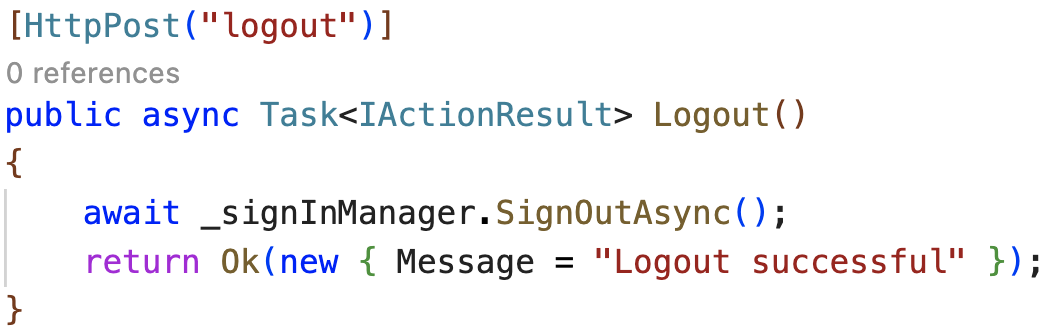 [HttpPost("logout")]
0 references
public async Task<IActionResult> Logout()
{
    await _signInManager.SignOutAsync();
    return Ok(new { Message = "Logout successful" });
}